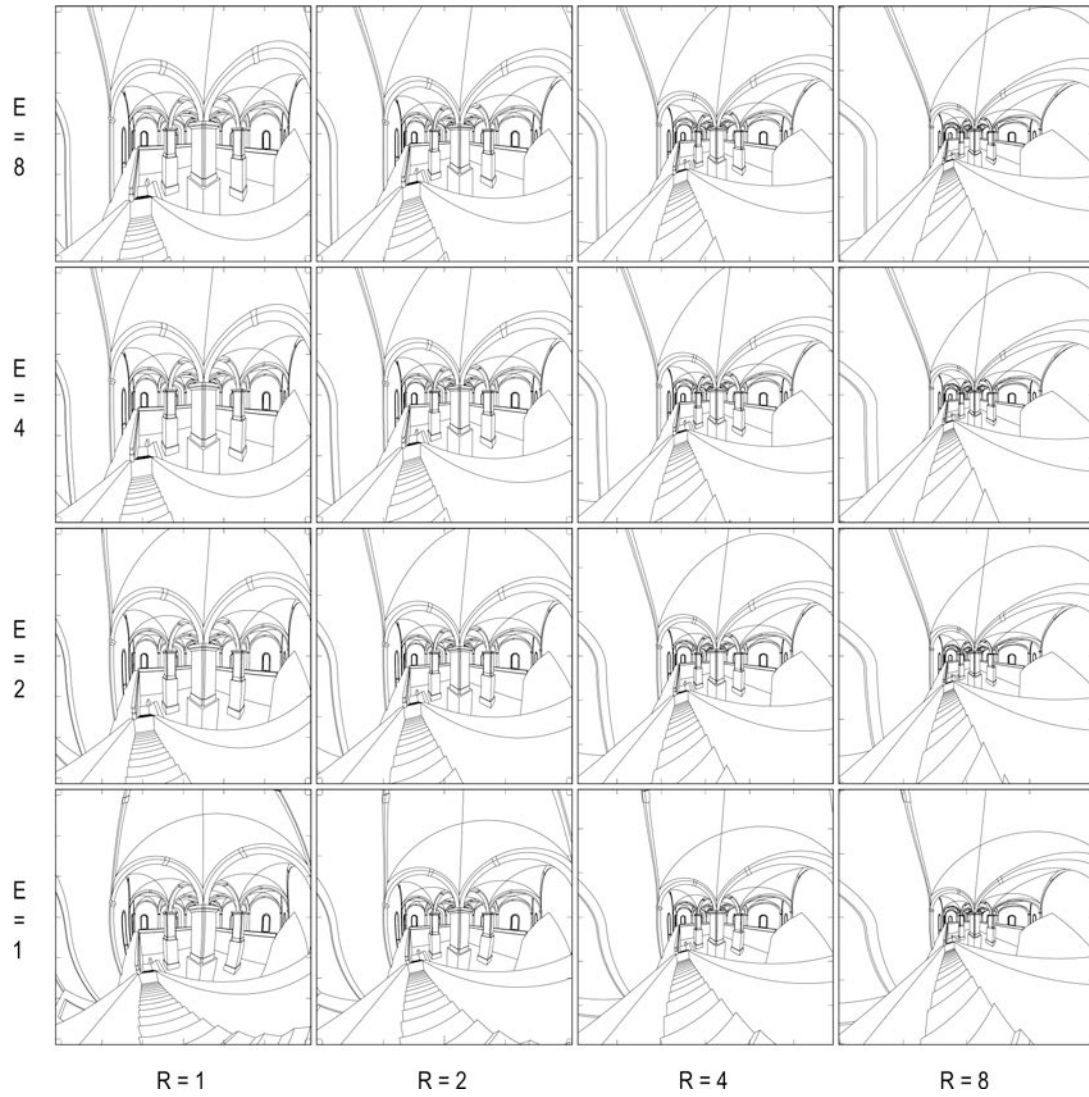 E
=
8
E
=
4
E
=
2
E
=
1
R = 1
R = 2
R = 4
R = 8